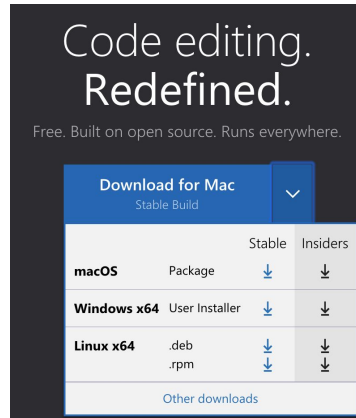 Code editing.
Redefined.
Free. Built on open source. Runs everywhere.
Download for Mac
Stable Build
Stable Insiders
macOS Package
Windows x64 User Installer
Linux x64 .deb
.rpm
Other downloads